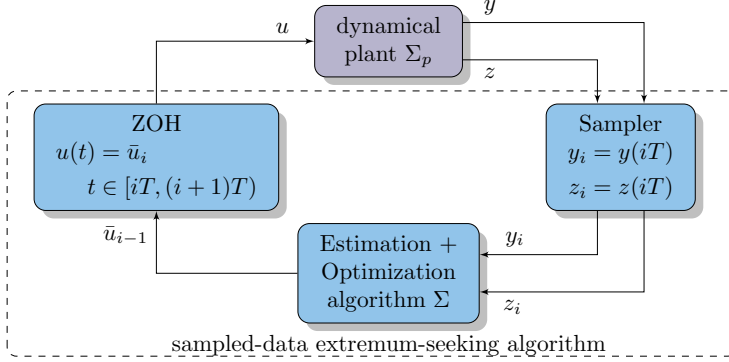 u
dynamical
plant Σ_p
y
z
ZOH
u(t) = ū_i
t ∈ [iT, (i + 1)T)
Sampler
y_i = y(iT)
z_i = z(iT)
ū_{i−1}
Estimation +
Optimization
algorithm Σ
y_i
z_i
sampled-data extremum-seeking algorithm